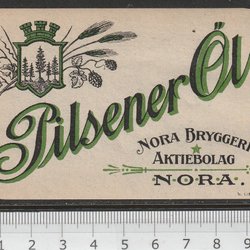 Pilsener Öl
NORA BRYGGERI
AKTIEBOLAG
NORA.